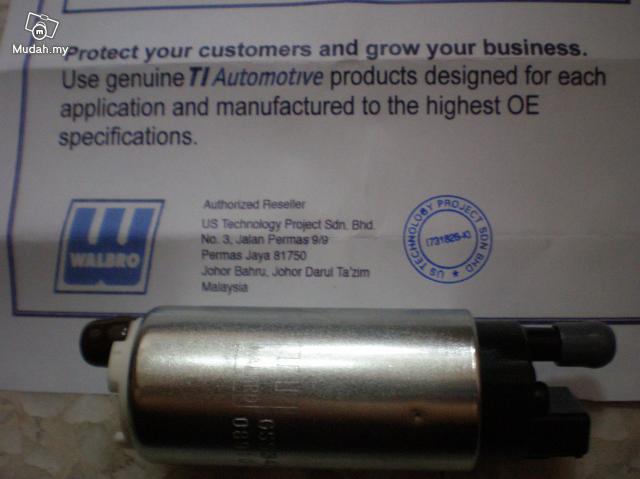 Mudah.my
Protect your customers and grow your business.
Use genuine TI Automotive products designed for each
application and manufactured to the highest OE
specifications.
Authorized Reseller
US Technology Project Sdn. Bhd.
No. 3, Jalan Permas 9/9
Permas Jaya 81750
Johor Bahru, Johor Darul Ta'zim
Malaysia
WALBRO
US TECHNOLOGY PROJECT SDN BHD